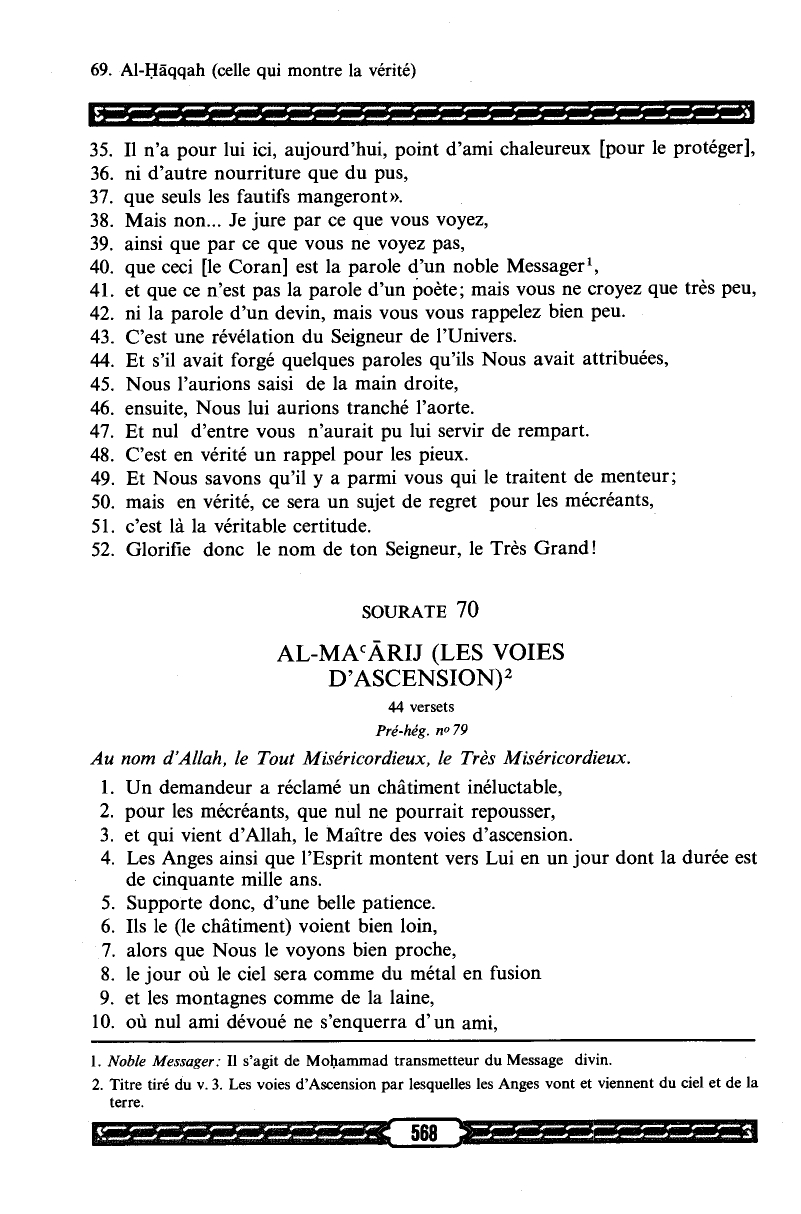 69. Al-Ḥāqqah (celle qui montre la vérité)
35. Il n'a pour lui ici, aujourd'hui, point d'ami chaleureux [pour le protéger],
36. ni d'autre nourriture que du pus,
37. que seuls les fautifs mangeront».
38. Mais non... Je jure par ce que vous voyez,
39. ainsi que par ce que vous ne voyez pas,
40. que ceci [le Coran] est la parole d'un noble Messager¹,
41. et que ce n'est pas la parole d'un poète; mais vous ne croyez que très peu,
42. ni la parole d'un devin, mais vous vous rappelez bien peu.
43. C'est une révélation du Seigneur de l'Univers.
44. Et s'il avait forgé quelques paroles qu'ils Nous avait attribuées,
45. Nous l'aurions saisi de la main droite,
46. ensuite, Nous lui aurions tranché l'aorte.
47. Et nul d'entre vous n'aurait pu lui servir de rempart.
48. C'est en vérité un rappel pour les pieux.
49. Et Nous savons qu'il y a parmi vous qui le traitent de menteur;
50. mais en vérité, ce sera un sujet de regret pour les mécréants,
51. c'est là la véritable certitude.
52. Glorifie donc le nom de ton Seigneur, le Très Grand!
SOURATE 70
AL-MAʿĀRIJ (LES VOIES
D'ASCENSION)²
44 versets
Pré-hég. nº 79
Au nom d'Allah, le Tout Miséricordieux, le Très Miséricordieux.
1. Un demandeur a réclamé un châtiment inéluctable,
2. pour les mécréants, que nul ne pourrait repousser,
3. et qui vient d'Allah, le Maître des voies d'ascension.
4. Les Anges ainsi que l'Esprit montent vers Lui en un jour dont la durée est
de cinquante mille ans.
5. Supporte donc, d'une belle patience.
6. Ils le (le châtiment) voient bien loin,
7. alors que Nous le voyons bien proche,
8. le jour où le ciel sera comme du métal en fusion
9. et les montagnes comme de la laine,
10. où nul ami dévoué ne s'enquerra d'un ami,
1. Noble Messager: Il s'agit de Moḥammad transmetteur du Message divin.
2. Titre tiré du v. 3. Les voies d'Ascension par lesquelles les Anges vont et viennent du ciel et de la
terre.
568